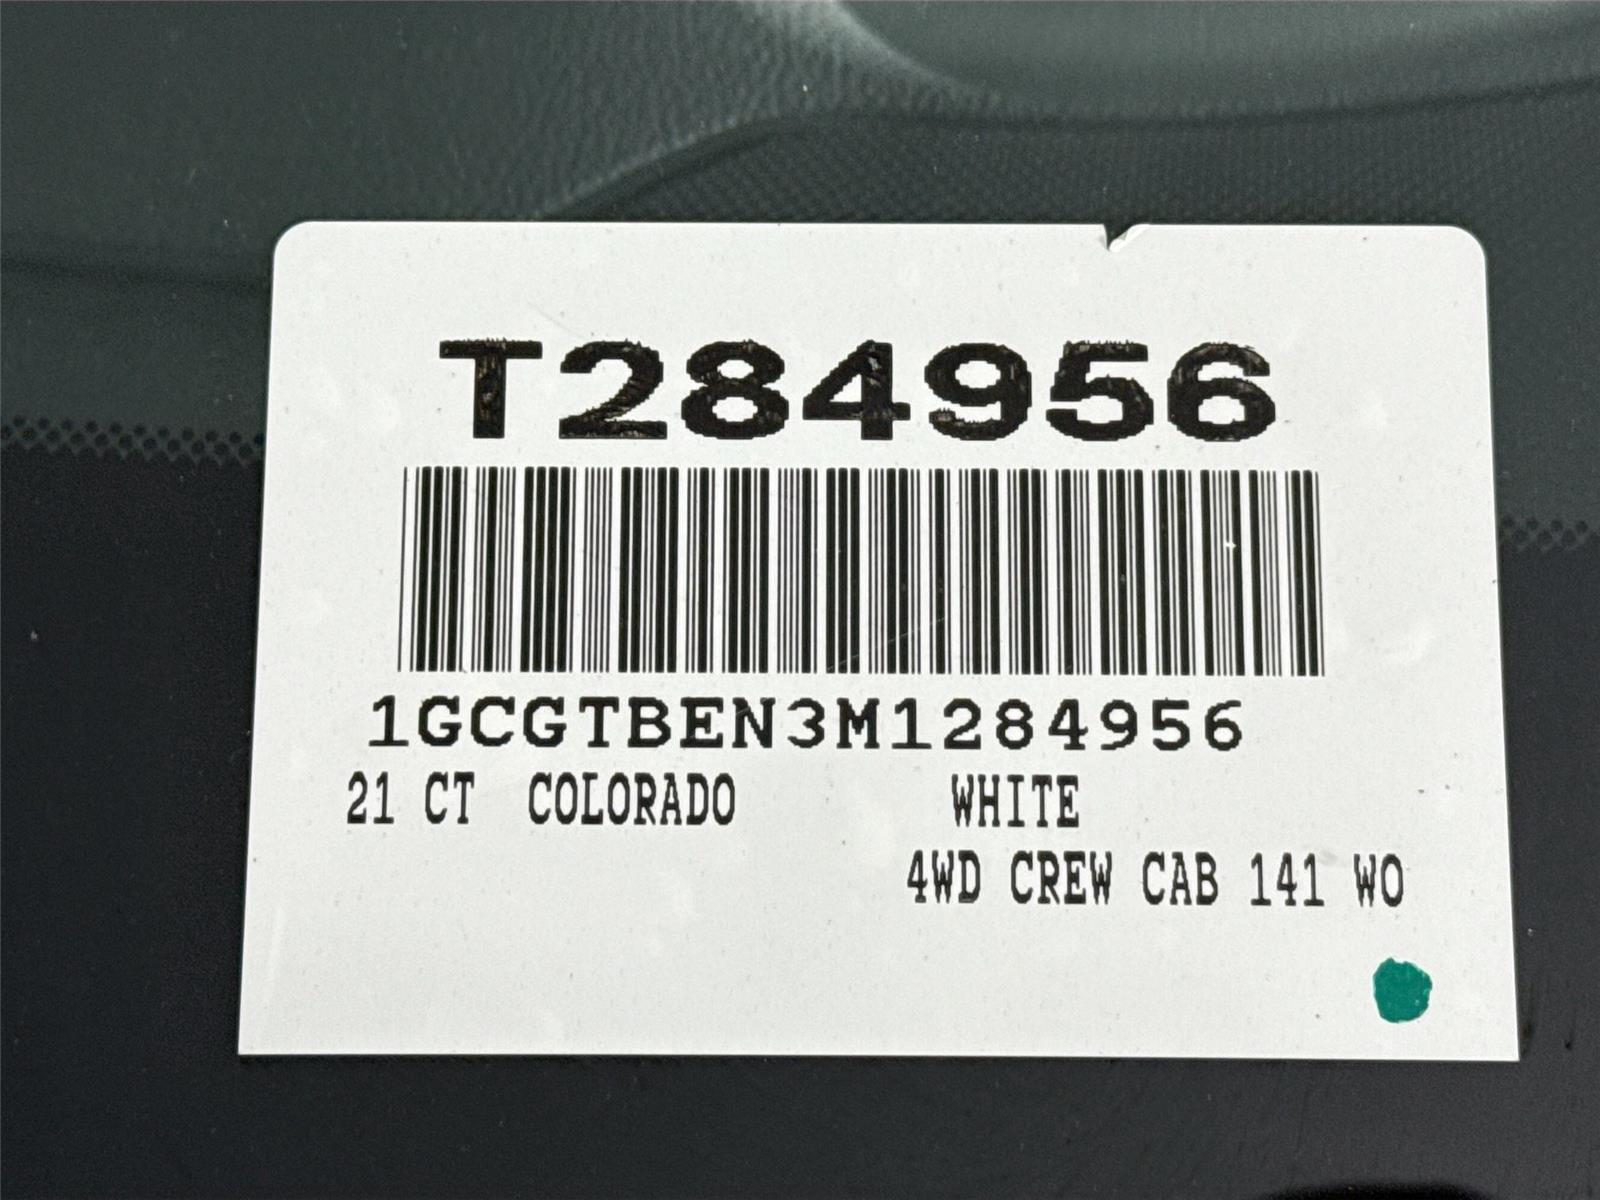 T284956
1GCGTBEN3M1284956
21 CT COLORADO WHITE
4WD CREW CAB 141 WO